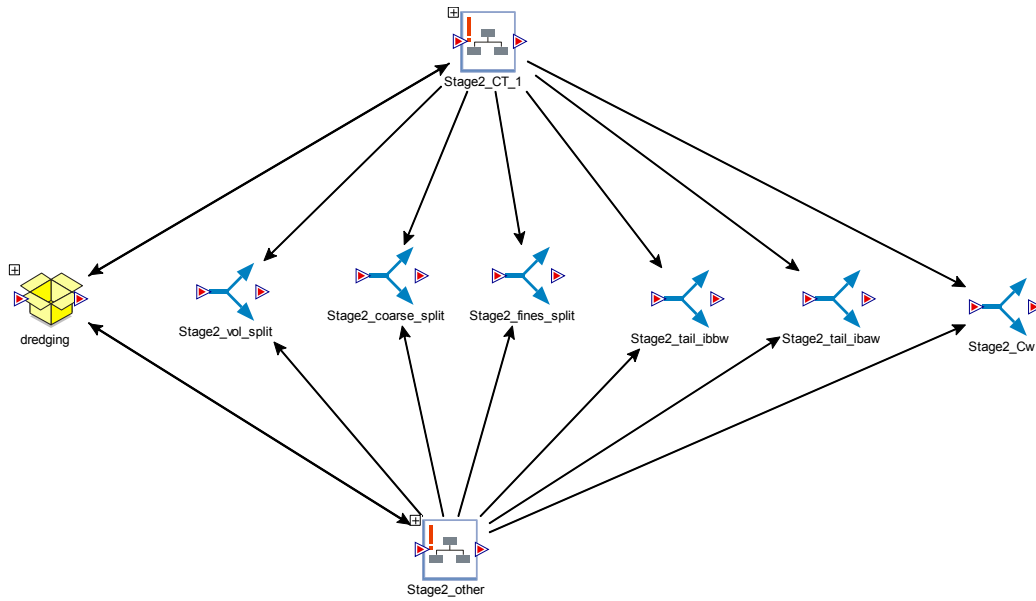 Stage2_CT_1
Stage2_vol_split
Stage2_coarse_split
Stage2_fines_split
Stage2_tail_ibbw
Stage2_tail_ibaw
Stage2_Cw
dredging
Stage2_other